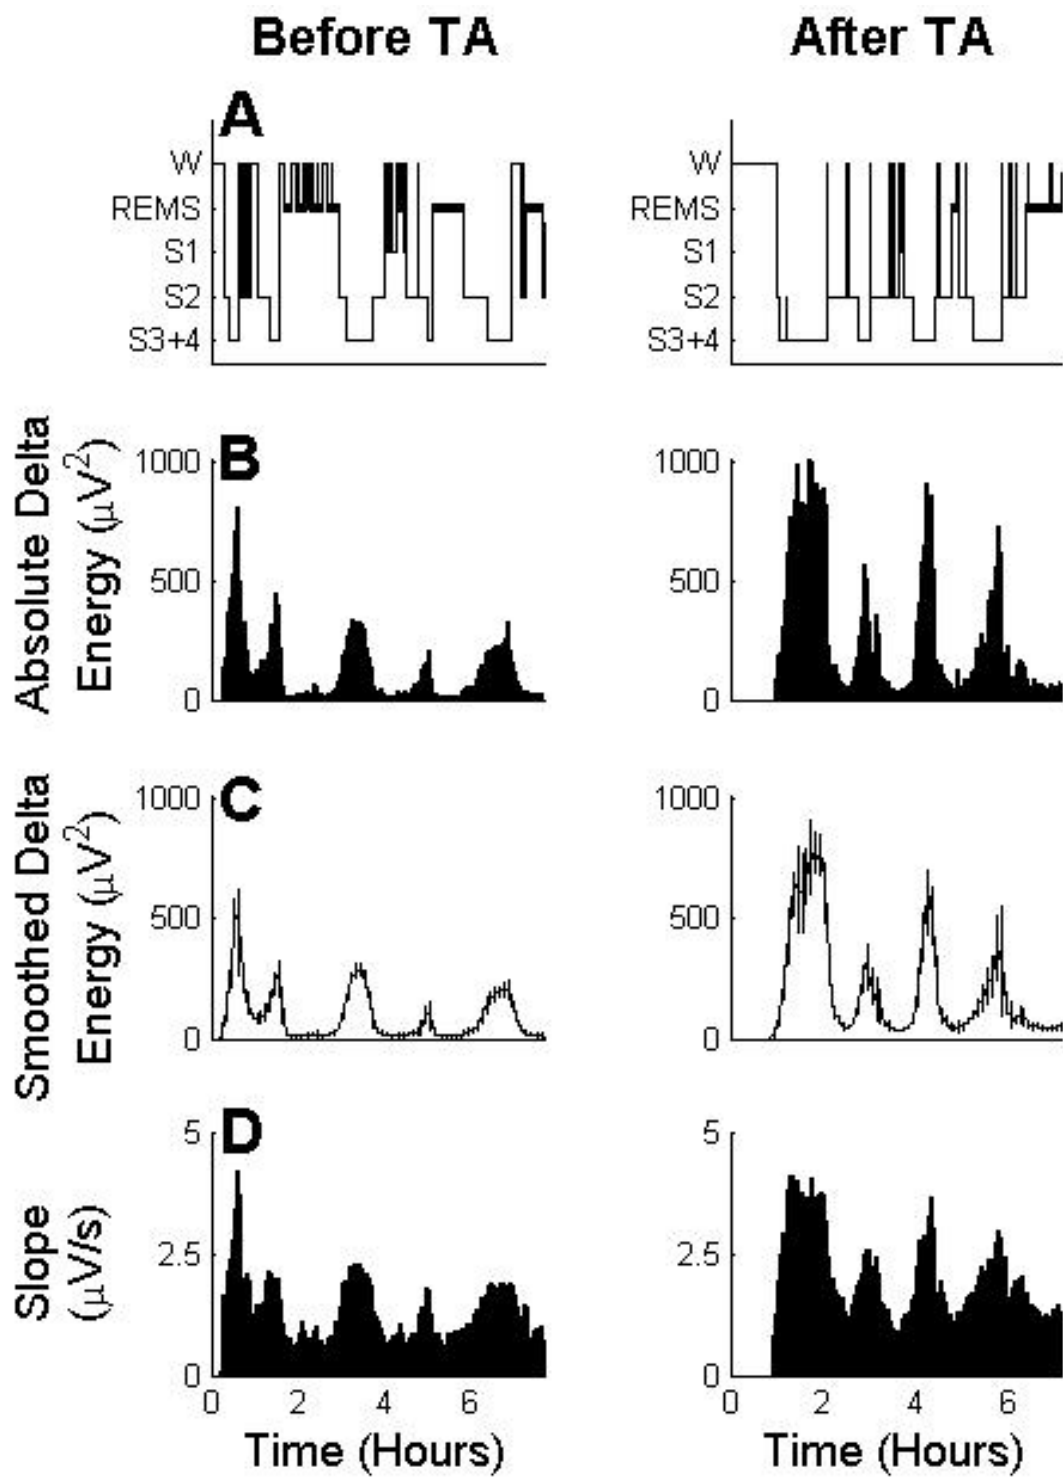 Before TA
After TA
A
W
REMS
S1
S2
S3+4
W
REMS
S1
S2
S3+4
Absolute Delta
Energy (μV²)
B
1000
500
0
1000
500
0
Smoothed Delta
Energy (μV²)
C
1000
500
0
1000
500
0
Slope
(μV/s)
D
5
2.5
0
5
2.5
0
0 2 4 6
0 2 4 6
Time (Hours)
Time (Hours)